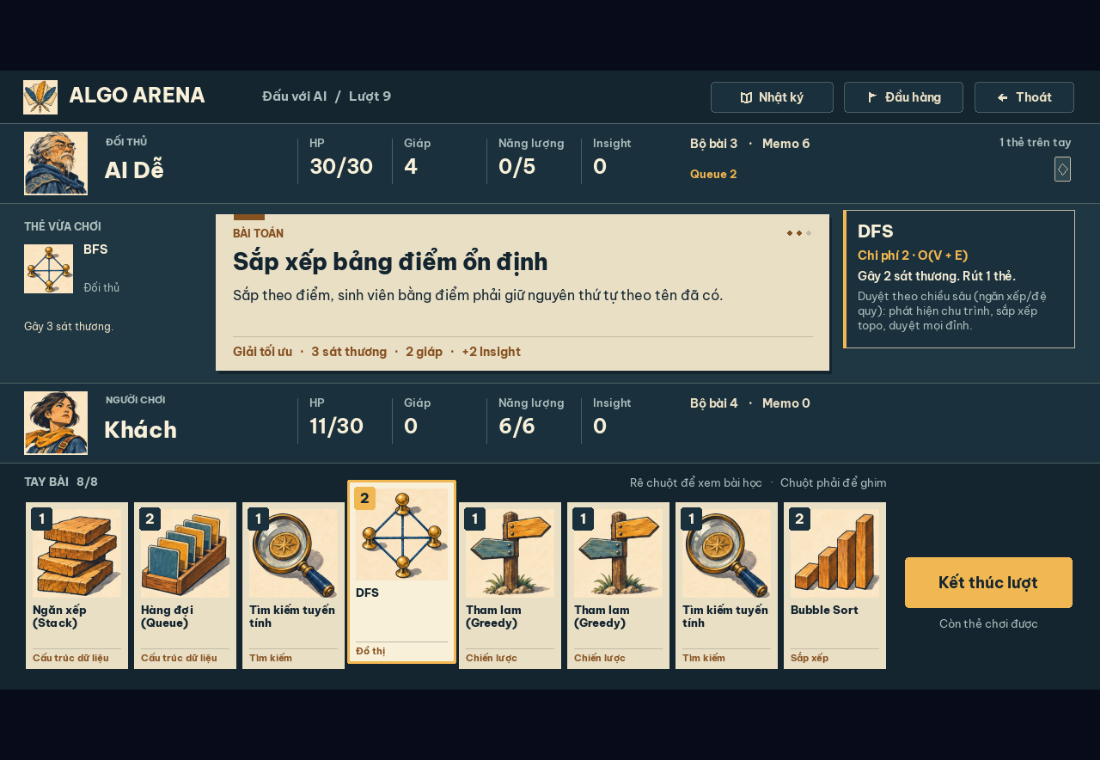 ALGO ARENA
Đấu với AI / Lượt 9
Nhật ký
Đầu hàng
Thoát
ĐỐI THỦ
AI Dễ
HP
30/30
Giáp
4
Năng lượng
0/5
Insight
0
Bộ bài 3 · Memo 6
Queue 2
1 thẻ trên tay
THẺ VỪA CHƠI
BFS
Đối thủ
Gây 3 sát thương.
BÀI TOÁN
Sắp xếp bảng điểm ổn định
Sắp theo điểm, sinh viên bằng điểm phải giữ nguyên thứ tự theo tên đã có.
Giải tối ưu · 3 sát thương · 2 giáp · +2 Insight
DFS
Chi phí 2 · O(V + E)
Gây 2 sát thương. Rút 1 thẻ.
Duyệt theo chiều sâu (ngăn xếp/đệ
quy): phát hiện chu trình, sắp xếp
topo, duyệt mọi đỉnh.
NGƯỜI CHƠI
Khách
HP
11/30
Giáp
0
Năng lượng
6/6
Insight
0
Bộ bài 4 · Memo 0
TAY BÀI 8/8
Rê chuột để xem bài học · Chuột phải để ghim
1
Ngăn xếp
(Stack)
Cấu trúc dữ liệu
2
Hàng đợi
(Queue)
Cấu trúc dữ liệu
1
Tìm kiếm tuyến
tính
Tìm kiếm
2
DFS
Đồ thị
1
Tham lam
(Greedy)
Chiến lược
1
Tham lam
(Greedy)
Chiến lược
1
Tìm kiếm tuyến
tính
Tìm kiếm
2
Bubble Sort
Sắp xếp
Kết thúc lượt
Còn thẻ chơi được